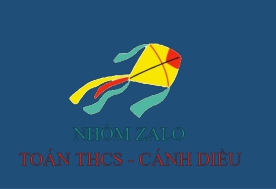 NHÓM ZALO
TOÁN THCS - CÁNH DIỀU